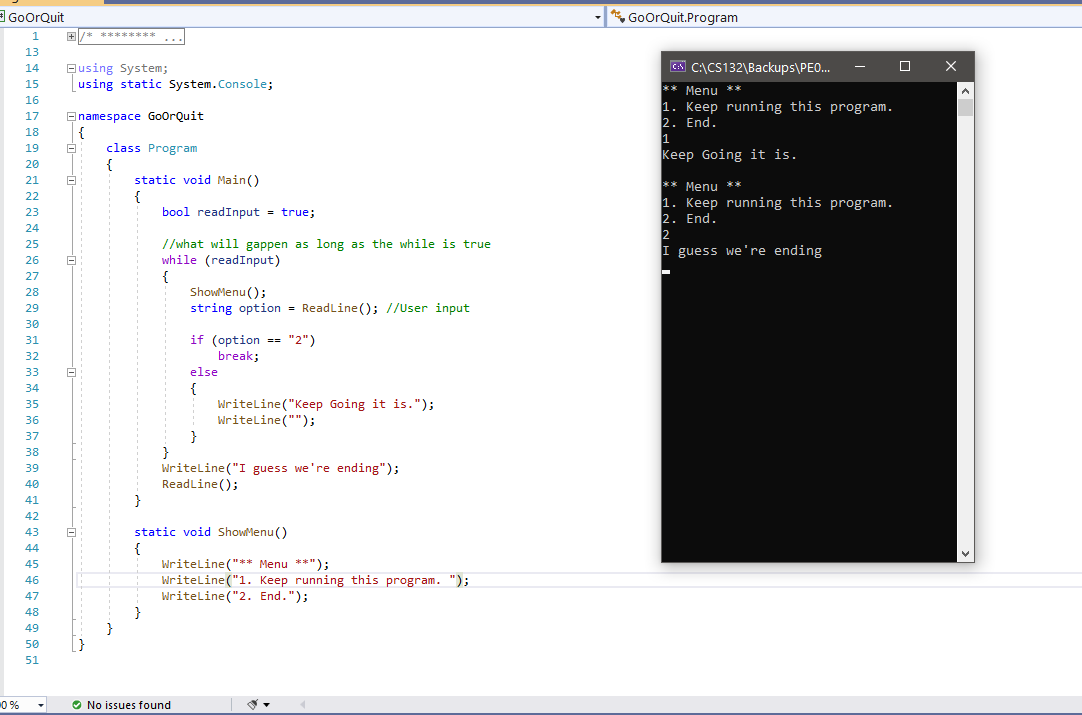 GoOrQuit
GoOrQuit.Program
1 /* ******** ...
13
14 using System;
15 using static System.Console;
16
17 namespace GoOrQuit
18 {
19 class Program
20 {
21 static void Main()
22 {
23 bool readInput = true;
24
25 //what will gappen as long as the while is true
26 while (readInput)
27 {
28 ShowMenu();
29 string option = ReadLine(); //User input
30
31 if (option == "2")
32 break;
33 else
34 {
35 WriteLine("Keep Going it is.");
36 WriteLine("");
37 }
38 }
39 WriteLine("I guess we're ending");
40 ReadLine();
41 }
42
43 static void ShowMenu()
44 {
45 WriteLine("** Menu **");
46 WriteLine("1. Keep running this program. ");
47 WriteLine("2. End.");
48 }
49 }
50 }
51
C:\CS132\Backups\PE0...
** Menu **
1. Keep running this program.
2. End.
1
Keep Going it is.
** Menu **
1. Keep running this program.
2. End.
2
I guess we're ending
0 %
No issues found